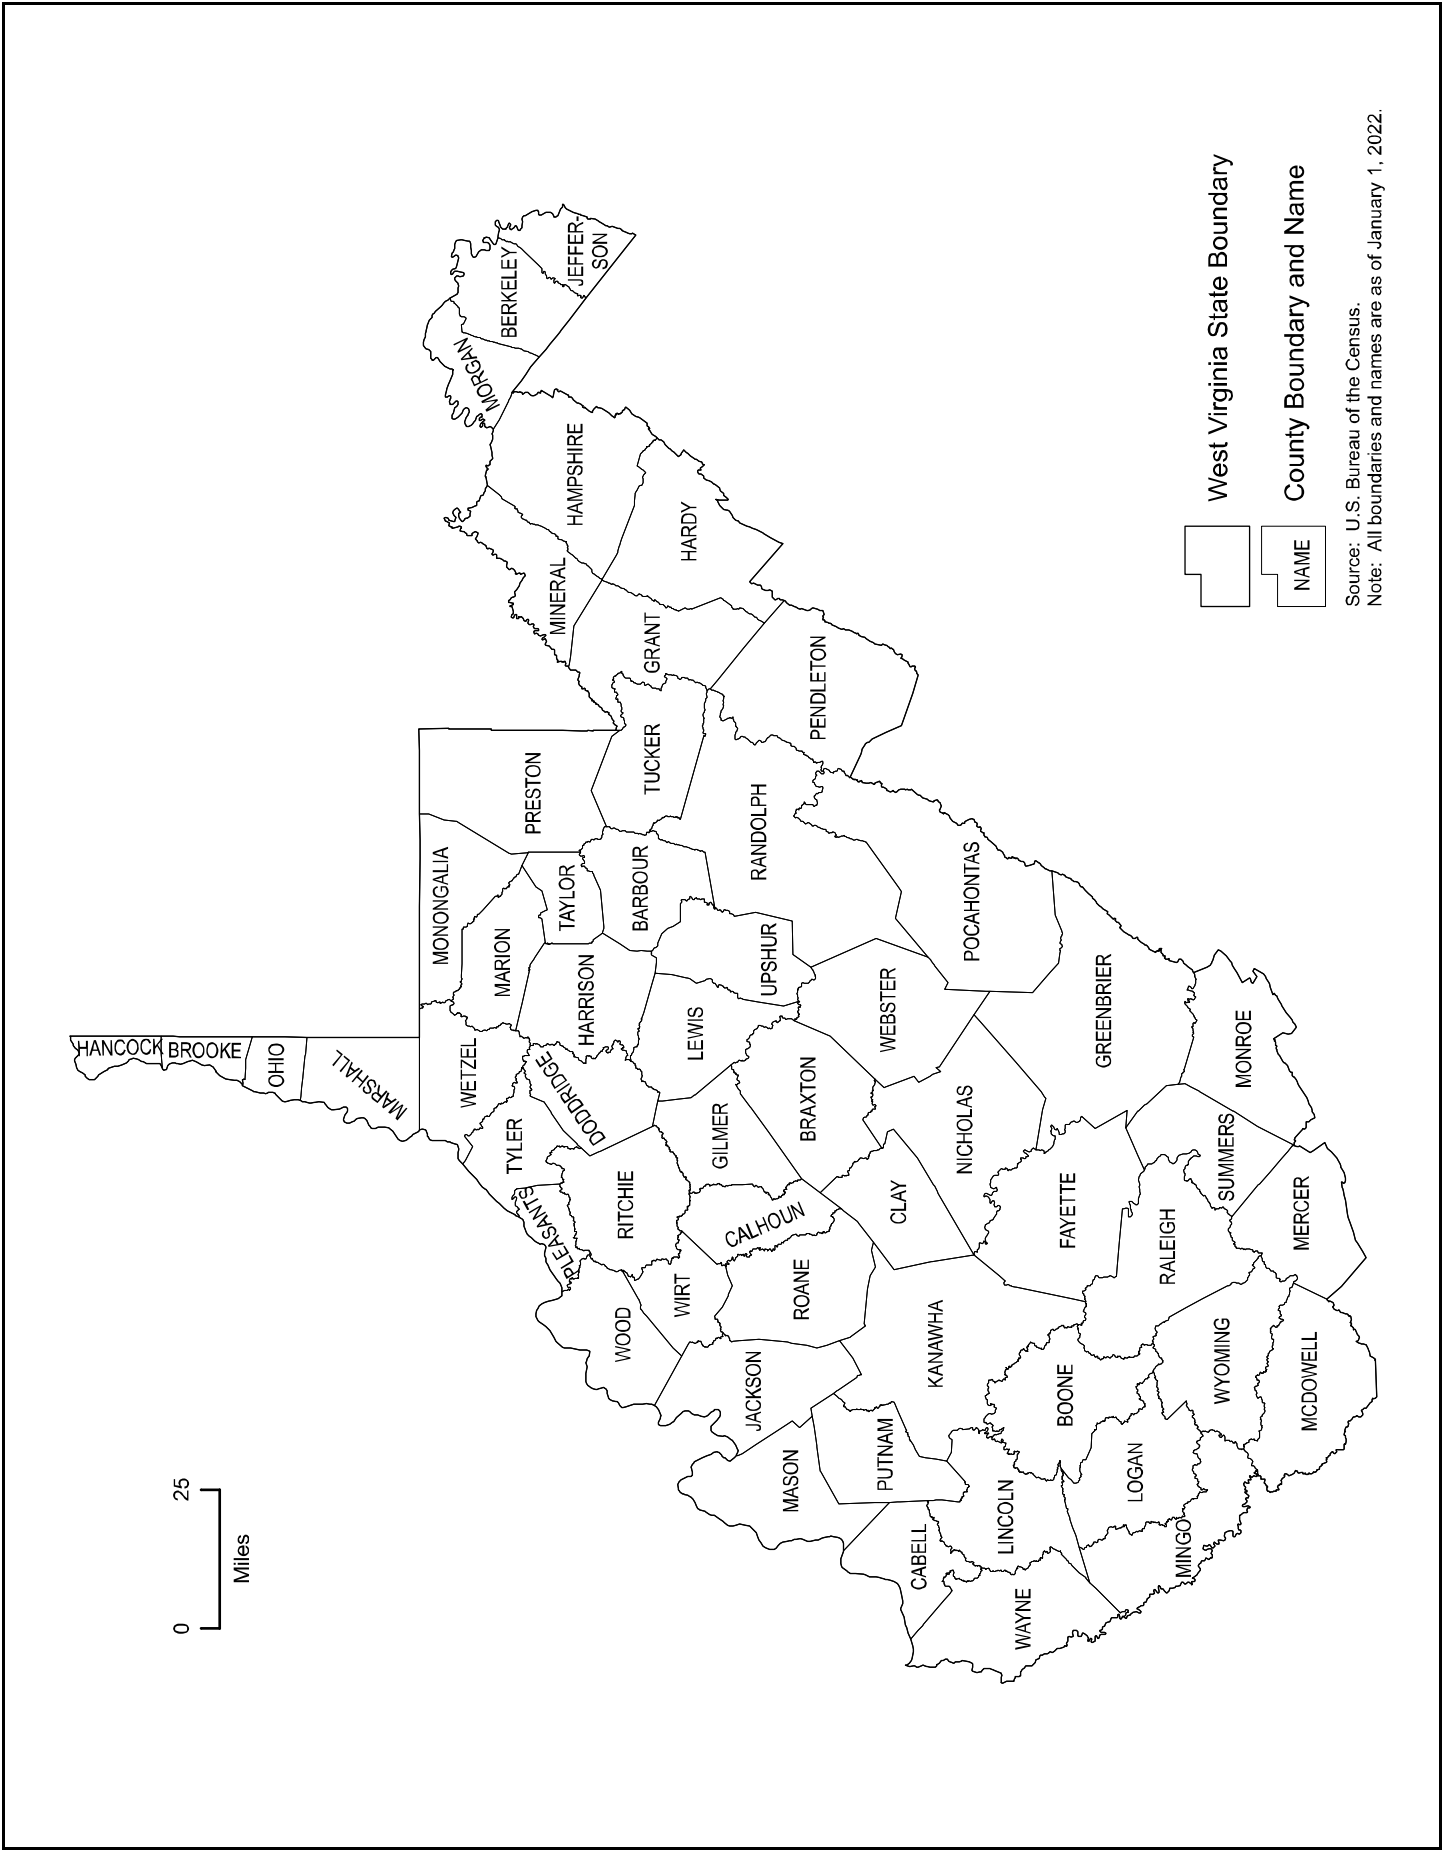 HANCOCK
BROOKE
OHIO
MARSHALL
BERKELEY
JEFFER-
SON
MORGAN
HAMPSHIRE
HARDY
MINERAL
GRANT
PENDLETON
PRESTON
TUCKER
MONONGALIA
MARION
TAYLOR
BARBOUR
RANDOLPH
POCAHONTAS
WETZEL
HARRISON
LEWIS
UPSHUR
WEBSTER
GREENBRIER
MONROE
TYLER
DODDRIDGE
GILMER
BRAXTON
NICHOLAS
SUMMERS
PLEASANTS
RITCHIE
CALHOUN
CLAY
FAYETTE
RALEIGH
MERCER
WOOD
WIRT
ROANE
KANAWHA
WYOMING
MCDOWELL
JACKSON
BOONE
MASON
PUTNAM
LINCOLN
LOGAN
MINGO
CABELL
WAYNE
0
25
Miles
West Virginia State Boundary
NAME
County Boundary and Name
Source: U.S. Bureau of the Census.
Note: All boundaries and names are as of January 1, 2022.